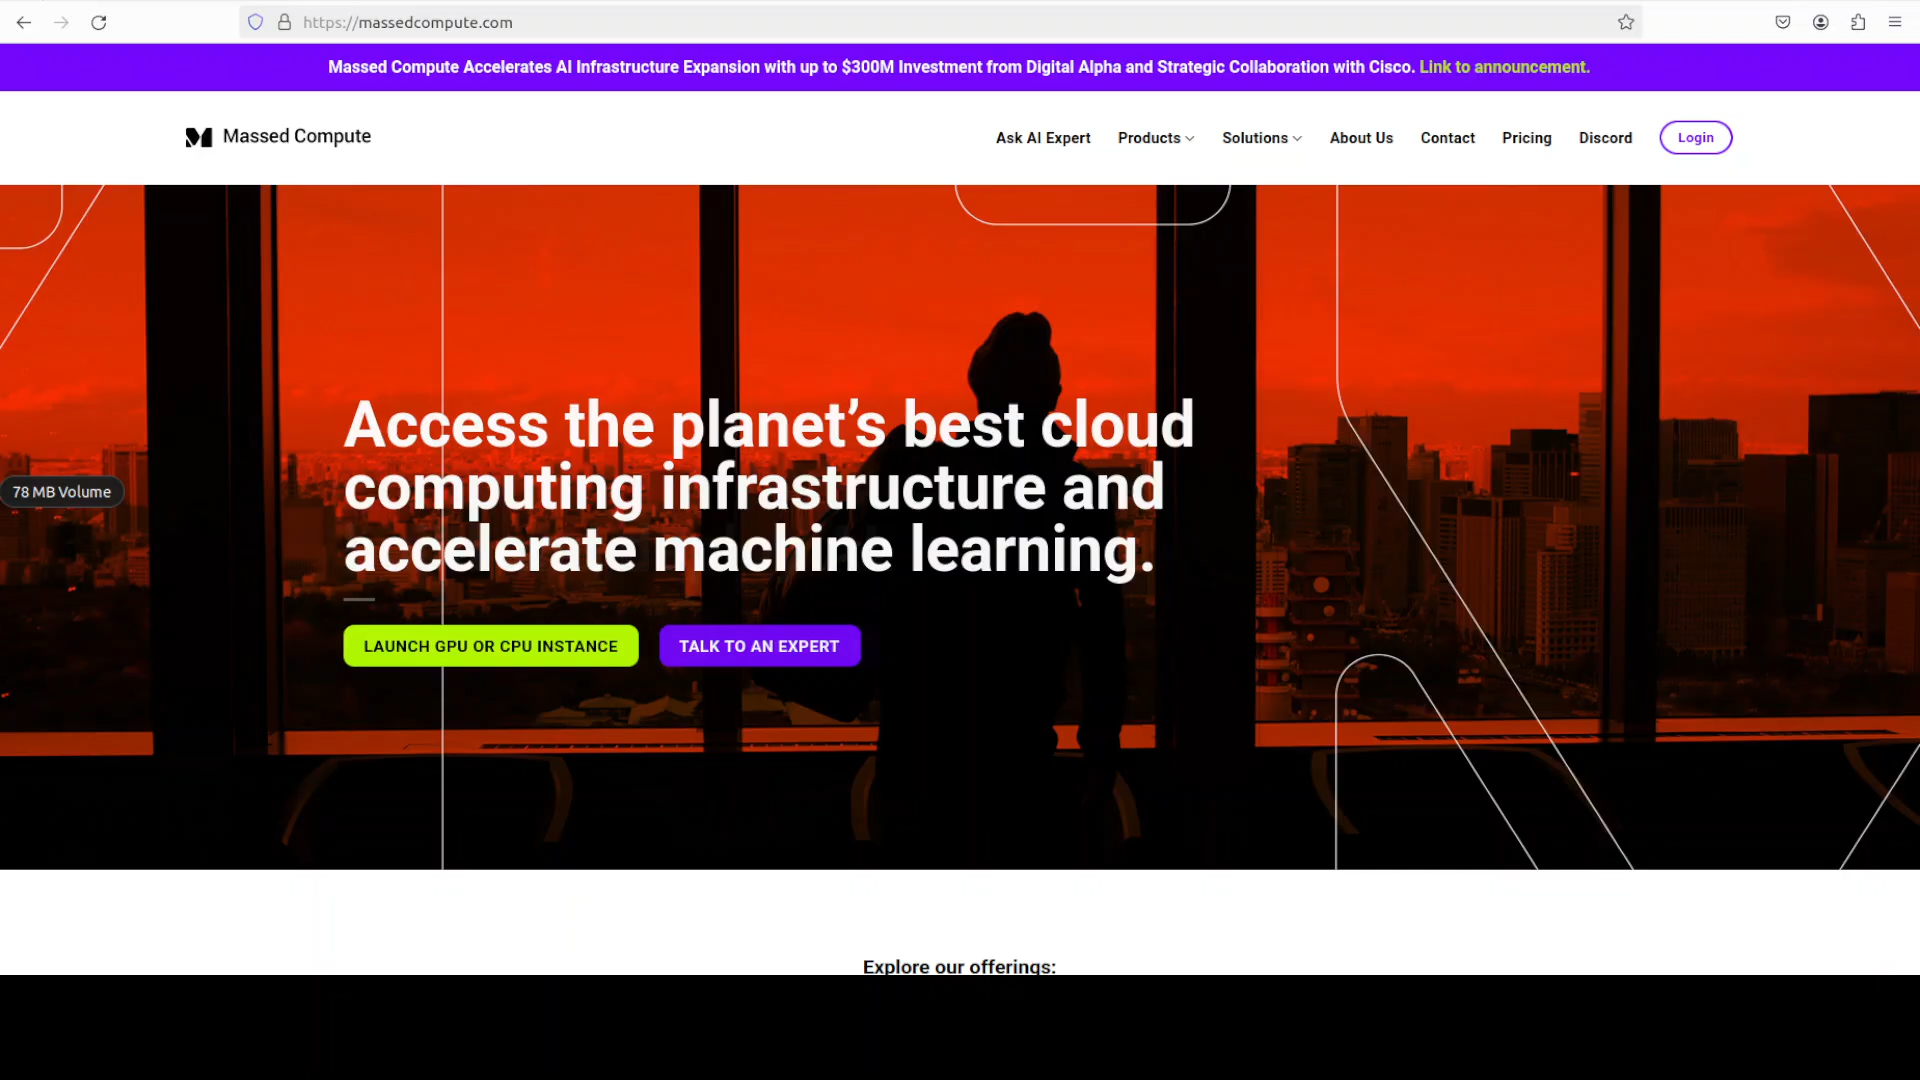 https://massedcompute.com
Massed Compute Accelerates AI Infrastructure Expansion with up to $300M Investment from Digital Alpha and Strategic Collaboration with Cisco. Link to announcement.
Massed Compute
Ask AI Expert
Products
Solutions
About Us
Contact
Pricing
Discord
Login
Access the planet’s best cloud
computing infrastructure and
accelerate machine learning.
78 MB Volume
LAUNCH GPU OR CPU INSTANCE
TALK TO AN EXPERT
Explore our offerings: